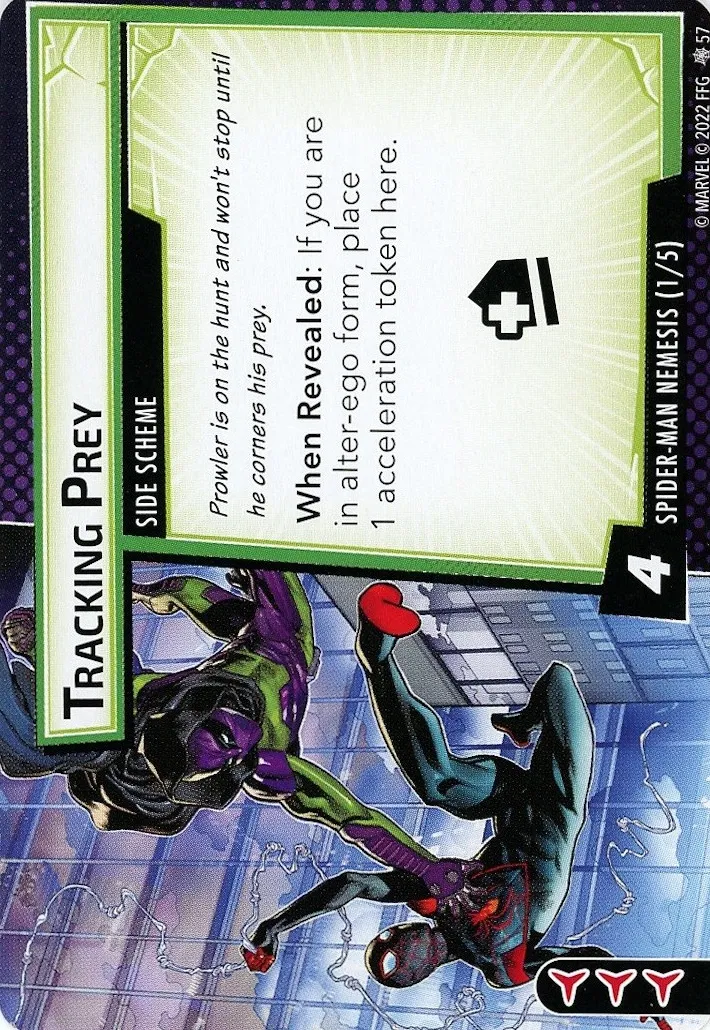 TRACKING PREY
SIDE SCHEME
Prowler is on the hunt and won't stop until
he corners his prey.
When Revealed: If you are
in alter-ego form, place
1 acceleration token here.
4
SPIDER-MAN NEMESIS (1/5)
© MARVEL © 2022 FFG 57